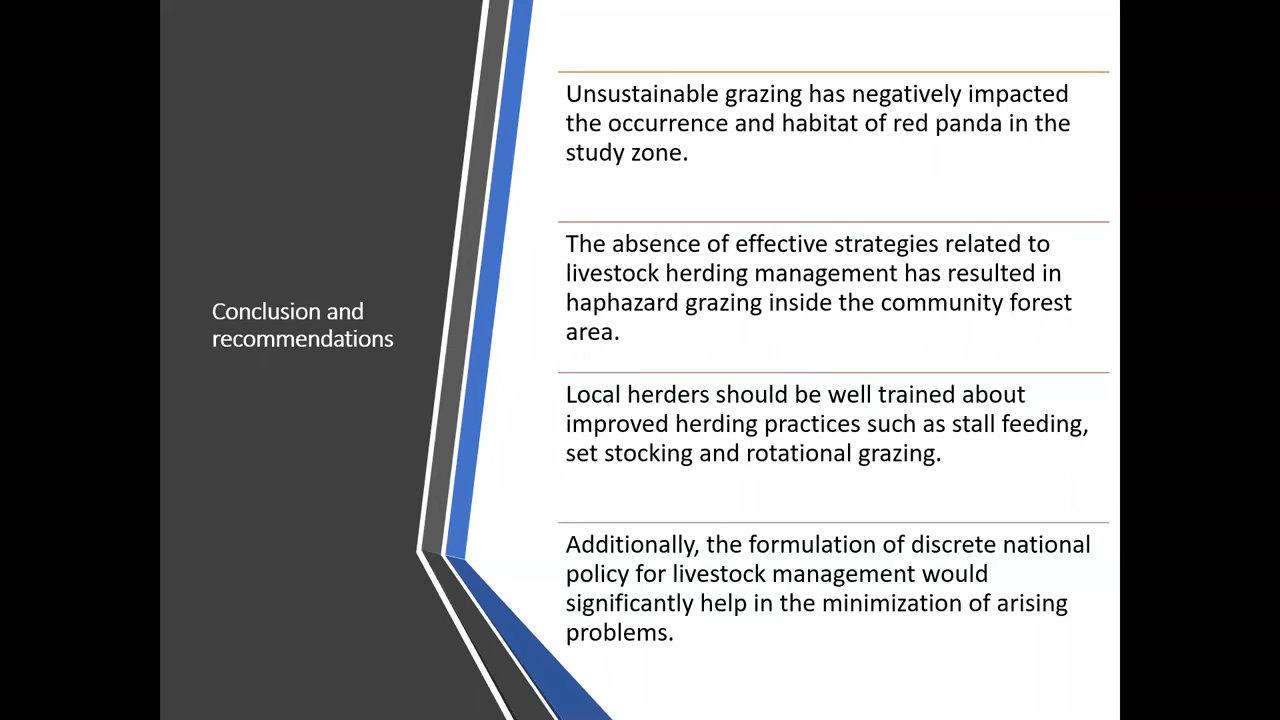 Conclusion and
recommendations
Unsustainable grazing has negatively impacted
the occurrence and habitat of red panda in the
study zone.
The absence of effective strategies related to
livestock herding management has resulted in
haphazard grazing inside the community forest
area.
Local herders should be well trained about
improved herding practices such as stall feeding,
set stocking and rotational grazing.
Additionally, the formulation of discrete national
policy for livestock management would
significantly help in the minimization of arising
problems.